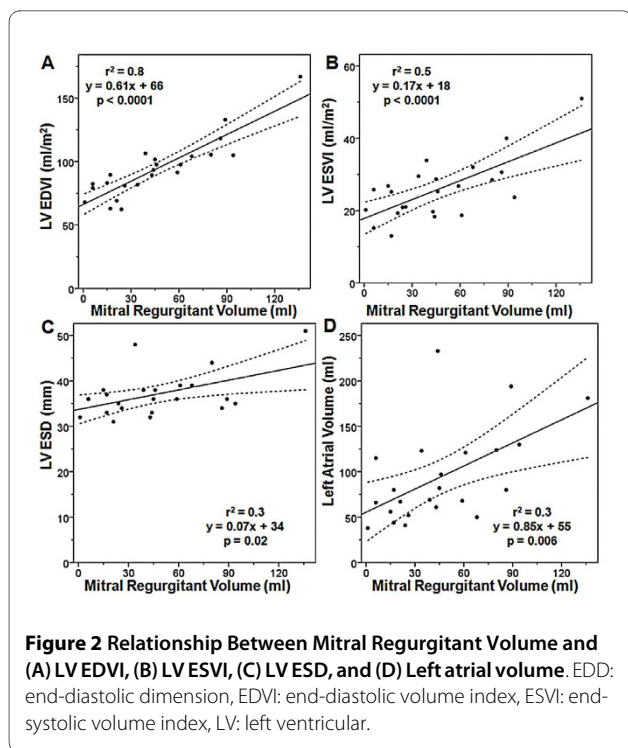 A
r² = 0.8
y = 0.61x + 66
p < 0.0001
LV EDVI (ml/m²)
150
100
50
0
0 30 60 90 120
Mitral Regurgitant Volume (ml)
B
r² = 0.5
y = 0.17x + 18
p < 0.0001
LV ESVI (ml/m²)
60
40
20
0
0 30 60 90 120
Mitral Regurgitant Volume (ml)
C
LV ESD (mm)
50
40
30
20
10
0
r² = 0.3
y = 0.07x + 34
p = 0.02
0 30 60 90 120
Mitral Regurgitant Volume (ml)
D
Left Atrial Volume (ml)
250
200
150
100
50
0
r² = 0.3
y = 0.85x + 55
p = 0.006
0 30 60 90 120
Mitral Regurgitant Volume (ml)
Figure 2 Relationship Between Mitral Regurgitant Volume and
(A) LV EDVI, (B) LV ESVI, (C) LV ESD, and (D) Left atrial volume. EDD:
end-diastolic dimension, EDVI: end-diastolic volume index, ESVI: end-
systolic volume index, LV: left ventricular.